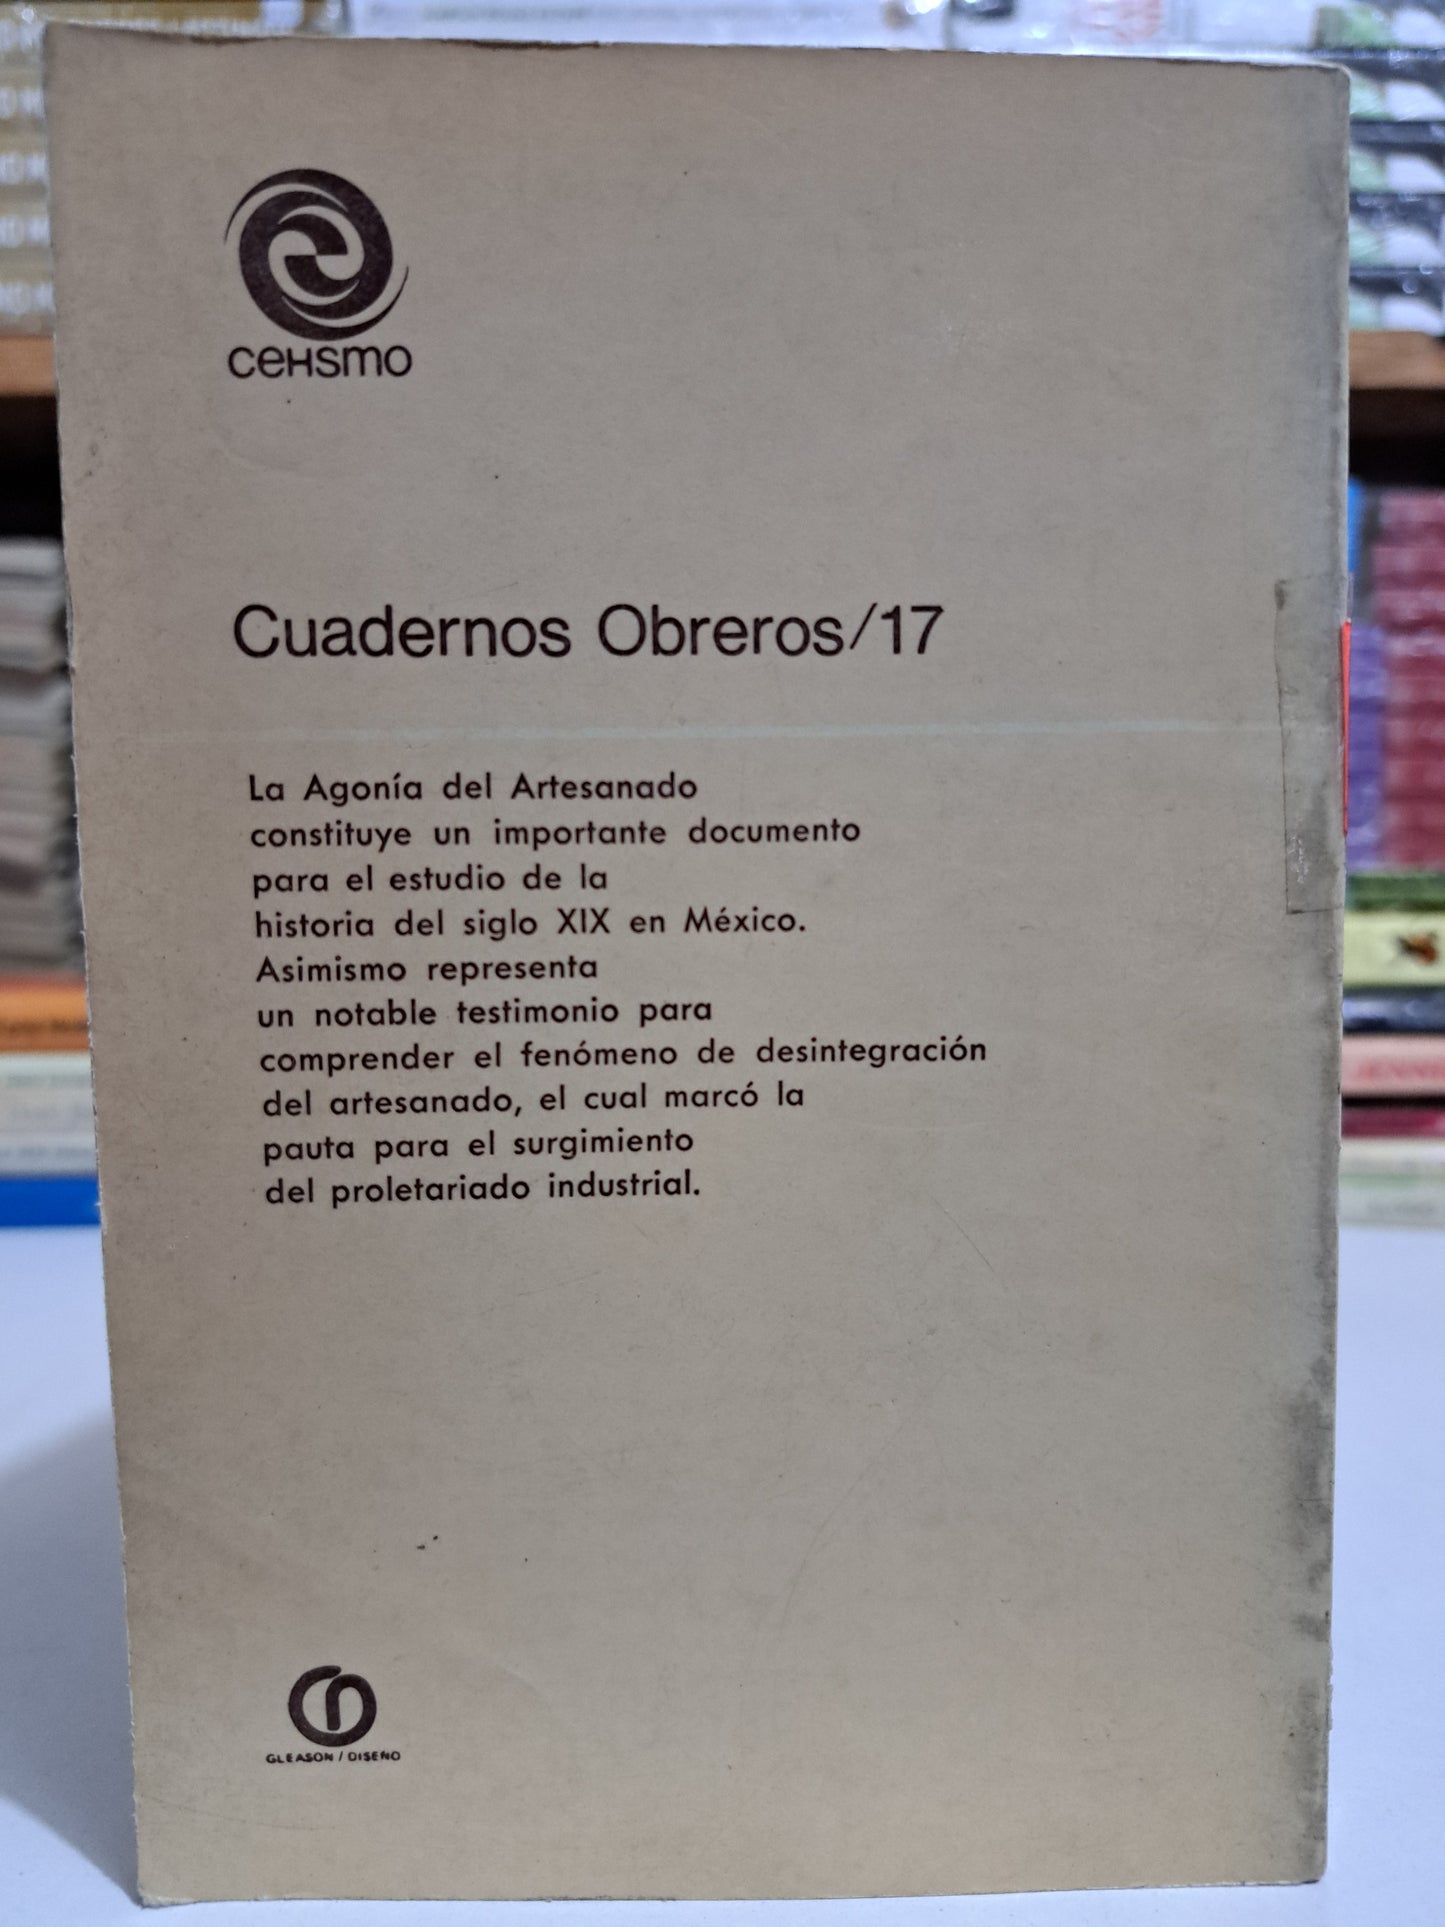 CEHSMO
Cuadernos Obreros/17
La Agonía del Artesanado
constituye un importante documento
para el estudio de la
historia del siglo XIX en México.
Asimismo representa
un notable testimonio para
comprender el fenómeno de desintegración
del artesanado, el cual marcó la
pauta para el surgimiento
del proletariado industrial.
GLEASON / DISEÑO